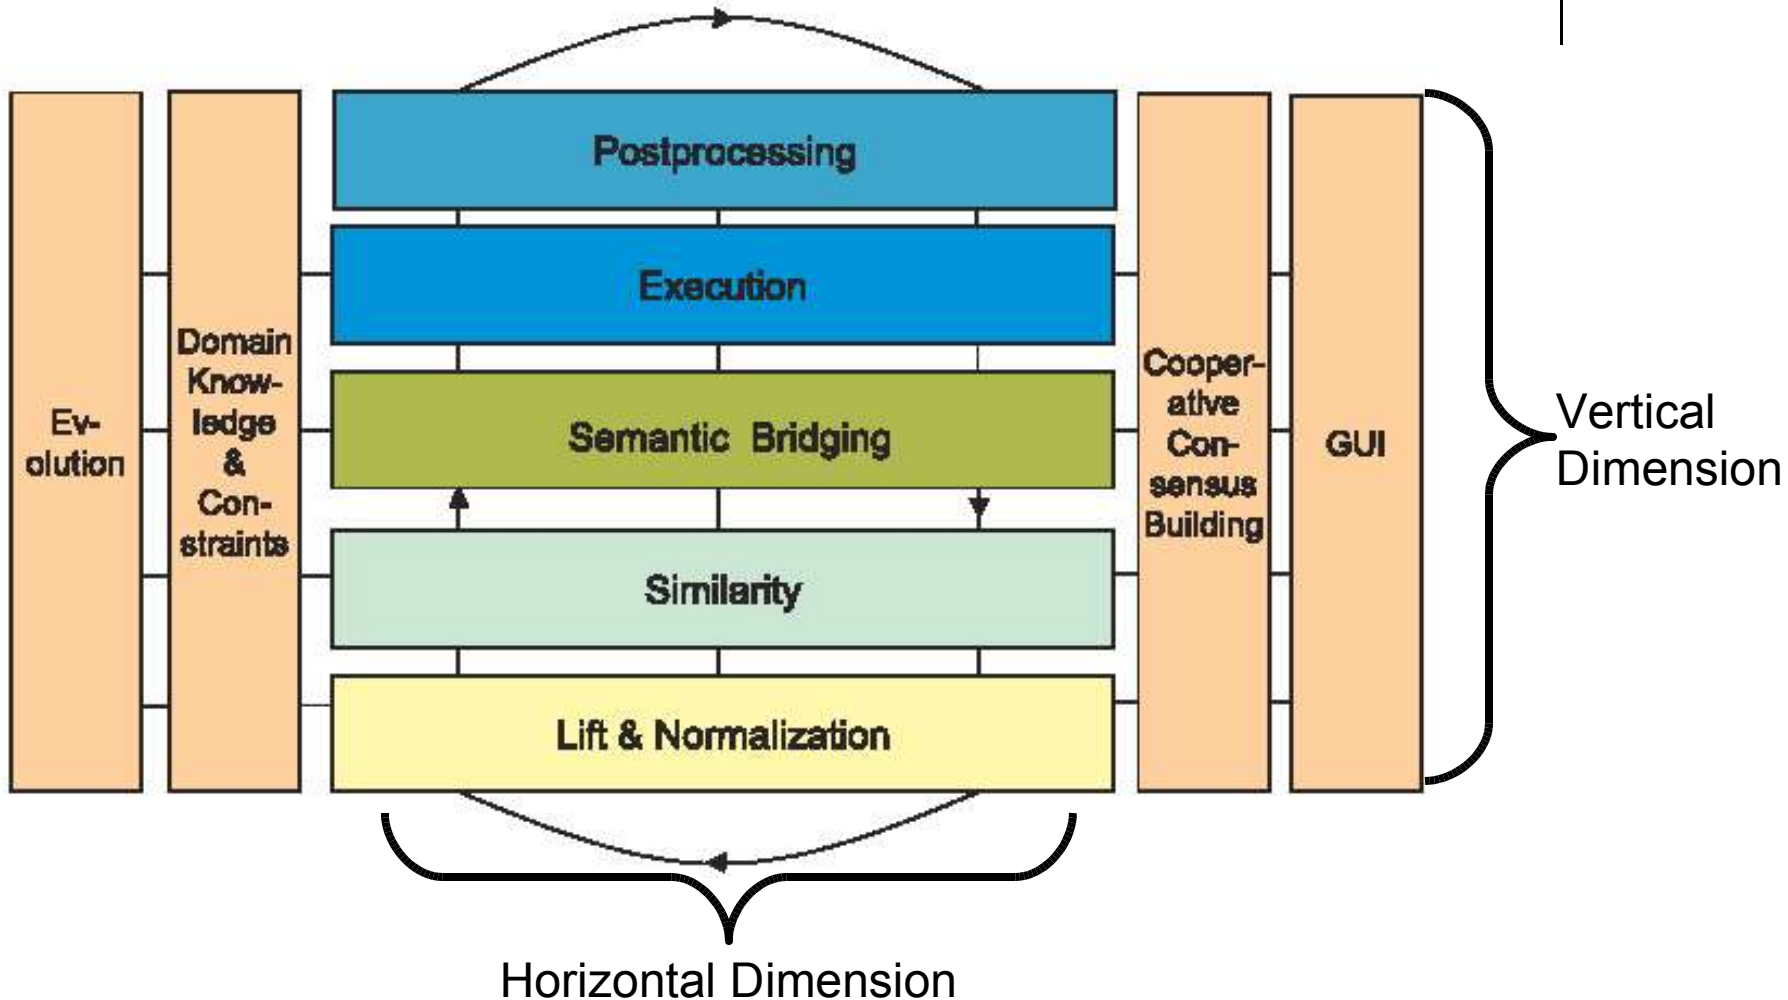 Postprocessing
Execution
Semantic Bridging
Similarity
Lift & Normalization
Ev-
olution
Domain
Know-
ledge
&
Con-
straints
Cooper-
ative
Con-
sensus
Building
GUI
Vertical
Dimension
Horizontal Dimension